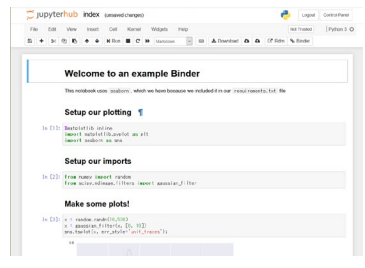 jupyterhub index (unsaved changes) Logout Control Panel
File Edit View Insert Cell Kernel Widgets Help Not Trusted Python 3
Run Markdown Download Binder
Welcome to an example Binder
This notebook uses seaborn, which we have because we included it in our requirements.txt file
Setup our plotting ¶
In [1]: %matplotlib inline
import matplotlib.pyplot as plt
import seaborn as sns
Setup our imports
In [2]: from numpy import random
from scipy.ndimage.filters import gaussian_filter
Make some plots!
In [3]: x = random.randn(10,500)
x = gaussian_filter(x, [0, 10])
sns.tsplot(x, err_style="unit_traces");